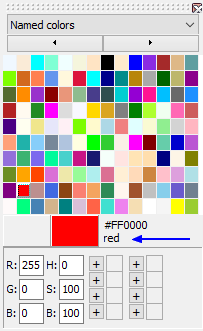 Named colors
#FF0000
red
R: 255 H: 0 + +
G: 0 S: 100 + +
B: 0 B: 100 + +
+ +